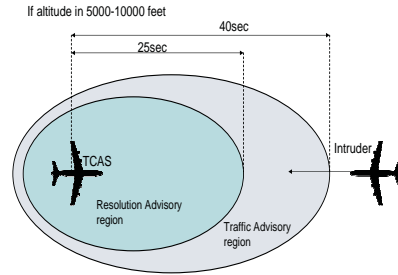 If altitude in 5000-10000 feet
40sec
25sec
TCAS
Intruder
Resolution Advisory
region
Traffic Advisory
region